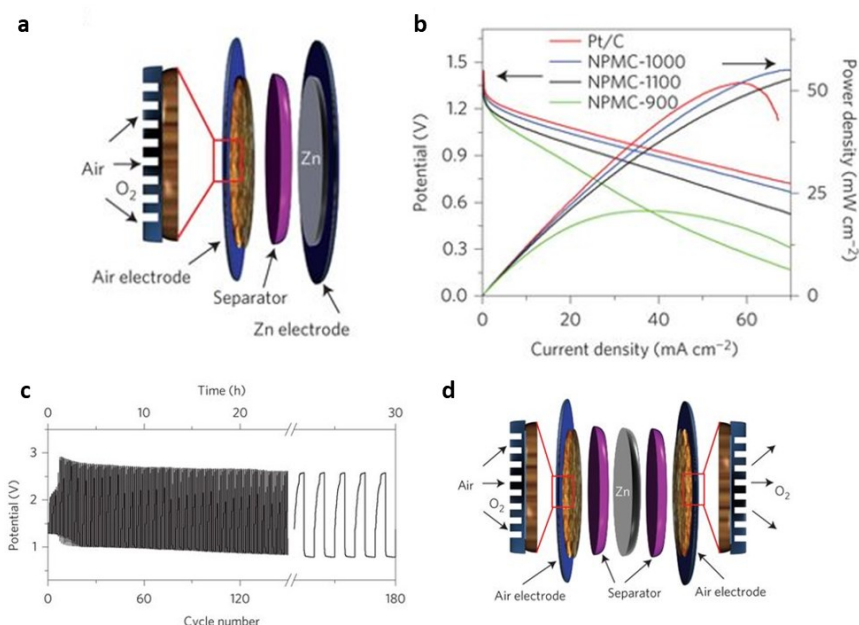 a
Air
O2
Zn
Air electrode
Separator
Zn electrode
b
Pt/C
NPMC-1000
NPMC-1100
NPMC-900
1.5
1.2
0.9
0.6
0.3
0.0
Potential (V)
50
25
0
Power density (mW cm−2)
0 20 40 60
Current density (mA cm−2)
c
Time (h)
0 10 20 30
3
2
1
Potential (V)
0 60 120 180
Cycle number
d
Air
O2
Zn
O2
Air electrode
Separator
Air electrode